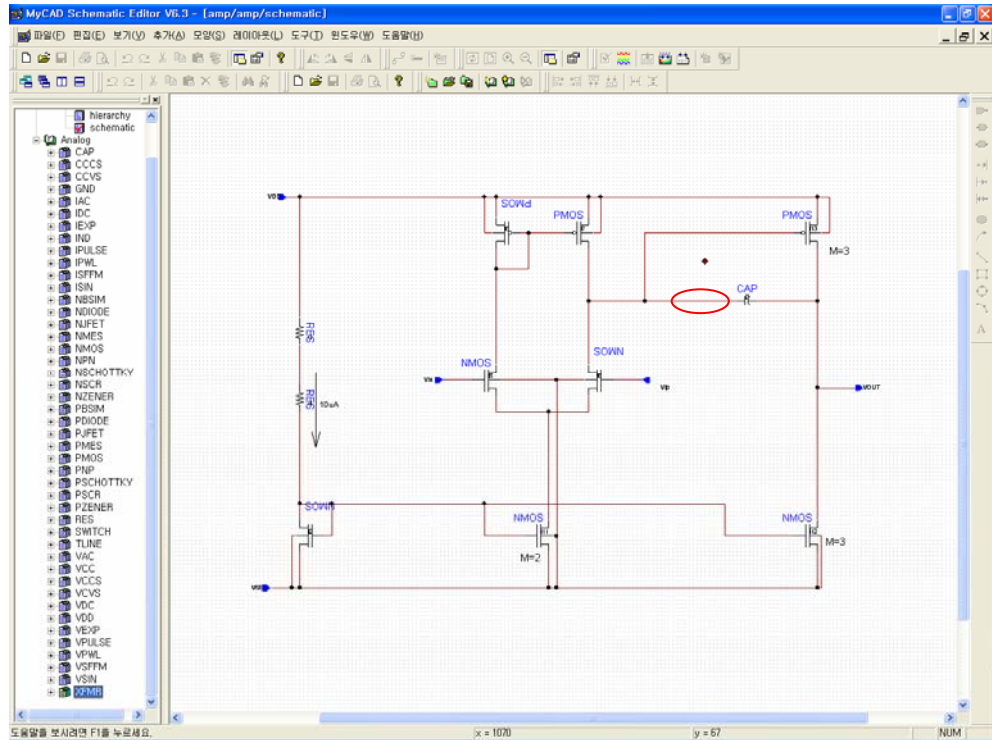 MyCAD Schematic Editor V6.3 - [amp/amp/schematic]
파일(F) 편집(E) 보기(V) 추가(A) 모양(S) 레이아웃(L) 도구(T) 윈도우(W) 도움말(H)
hierarchy
schematic
Analog
CAP
CCCS
CCVS
GND
IAC
IDC
IEXP
IND
IPULSE
IPWL
ISFFM
ISIN
NBSIM
NDIODE
NJFET
NMES
NMOS
NPN
NSCHOTTKY
NSCR
NZENER
PBSIM
PDIODE
PJFET
PMES
PMOS
PNP
PSCHOTTKY
PSCR
PZENER
RES
SWITCH
TLINE
VAC
VCC
VCCS
VCVS
VDC
VDD
VEXP
VPULSE
VPWL
VSFFM
VSIN
XFMR
PMOS
PMOS
PMOS
M=3
CAP
RES
NMOS
NMOS
Vin
Vip
VOUT
RES
10uA
NMOS
NMOS
M=2
NMOS
M=3
A
도움말을 보시려면 F1을 누르세요.
x = 1070
y = 67
NUM